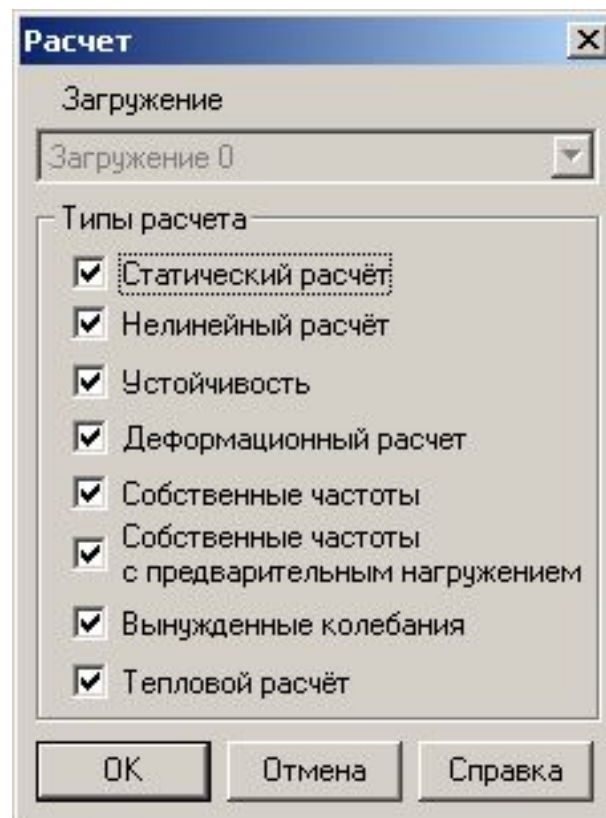 Расчет
Загружение
Загружение 0
Типы расчета
Статический расчёт
Нелинейный расчёт
Устойчивость
Деформационный расчет
Собственные частоты
Собственные частоты
с предварительным нагружением
Вынужденные колебания
Тепловой расчёт
OK
Отмена
Справка